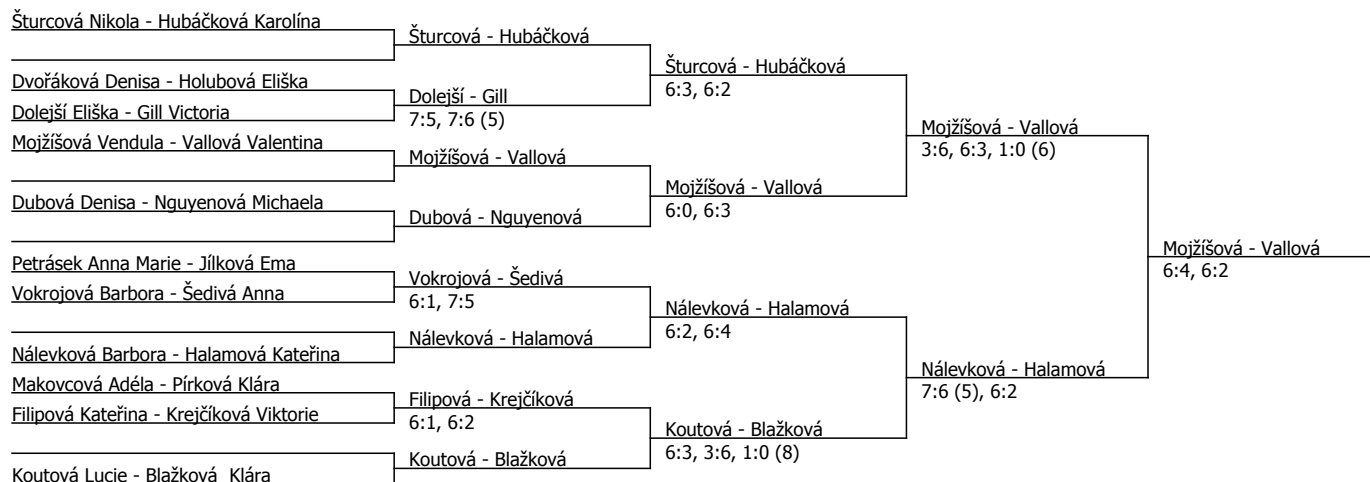 Šturcová Nikola - Hubáčková Karolína
Dvořáková Denisa - Holubová Eliška
Dolejší Eliška - Gill Victoria
Mojžíšová Vendula - Vallová Valentina
Dubová Denisa - Nguyenová Michaela
Petrásek Anna Marie - Jílková Ema
Vokrojová Barbora - Šedivá Anna
Nálevková Barbora - Halamová Kateřina
Makovcová Adéla - Pírková Klára
Filipová Kateřina - Krejčíková Viktorie
Koutová Lucie - Blažková  Klára
Šturcová - Hubáčková
Dolejší - Gill
7:5, 7:6 (5)
Mojžíšová - Vallová
Dubová - Nguyenová
Vokrojová - Šedivá
6:1, 7:5
Nálevková - Halamová
Filipová - Krejčíková
6:1, 6:2
Koutová - Blažková
Šturcová - Hubáčková
6:3, 6:2
Mojžíšová - Vallová
6:0, 6:3
Nálevková - Halamová
6:2, 6:4
Koutová - Blažková
6:3, 3:6, 1:0 (8)
Mojžíšová - Vallová
3:6, 6:3, 1:0 (6)
Nálevková - Halamová
7:6 (5), 6:2
Mojžíšová - Vallová
6:4, 6:2